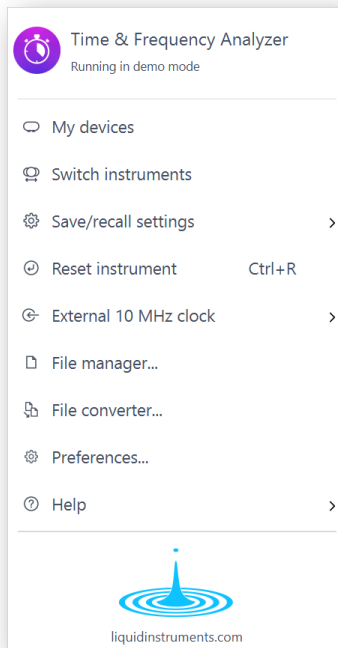 Time & Frequency Analyzer
Running in demo mode
My devices
Switch instruments
Save/recall settings
Reset instrument Ctrl+R
External 10 MHz clock
File manager...
File converter...
Preferences...
Help
liquidinstruments.com